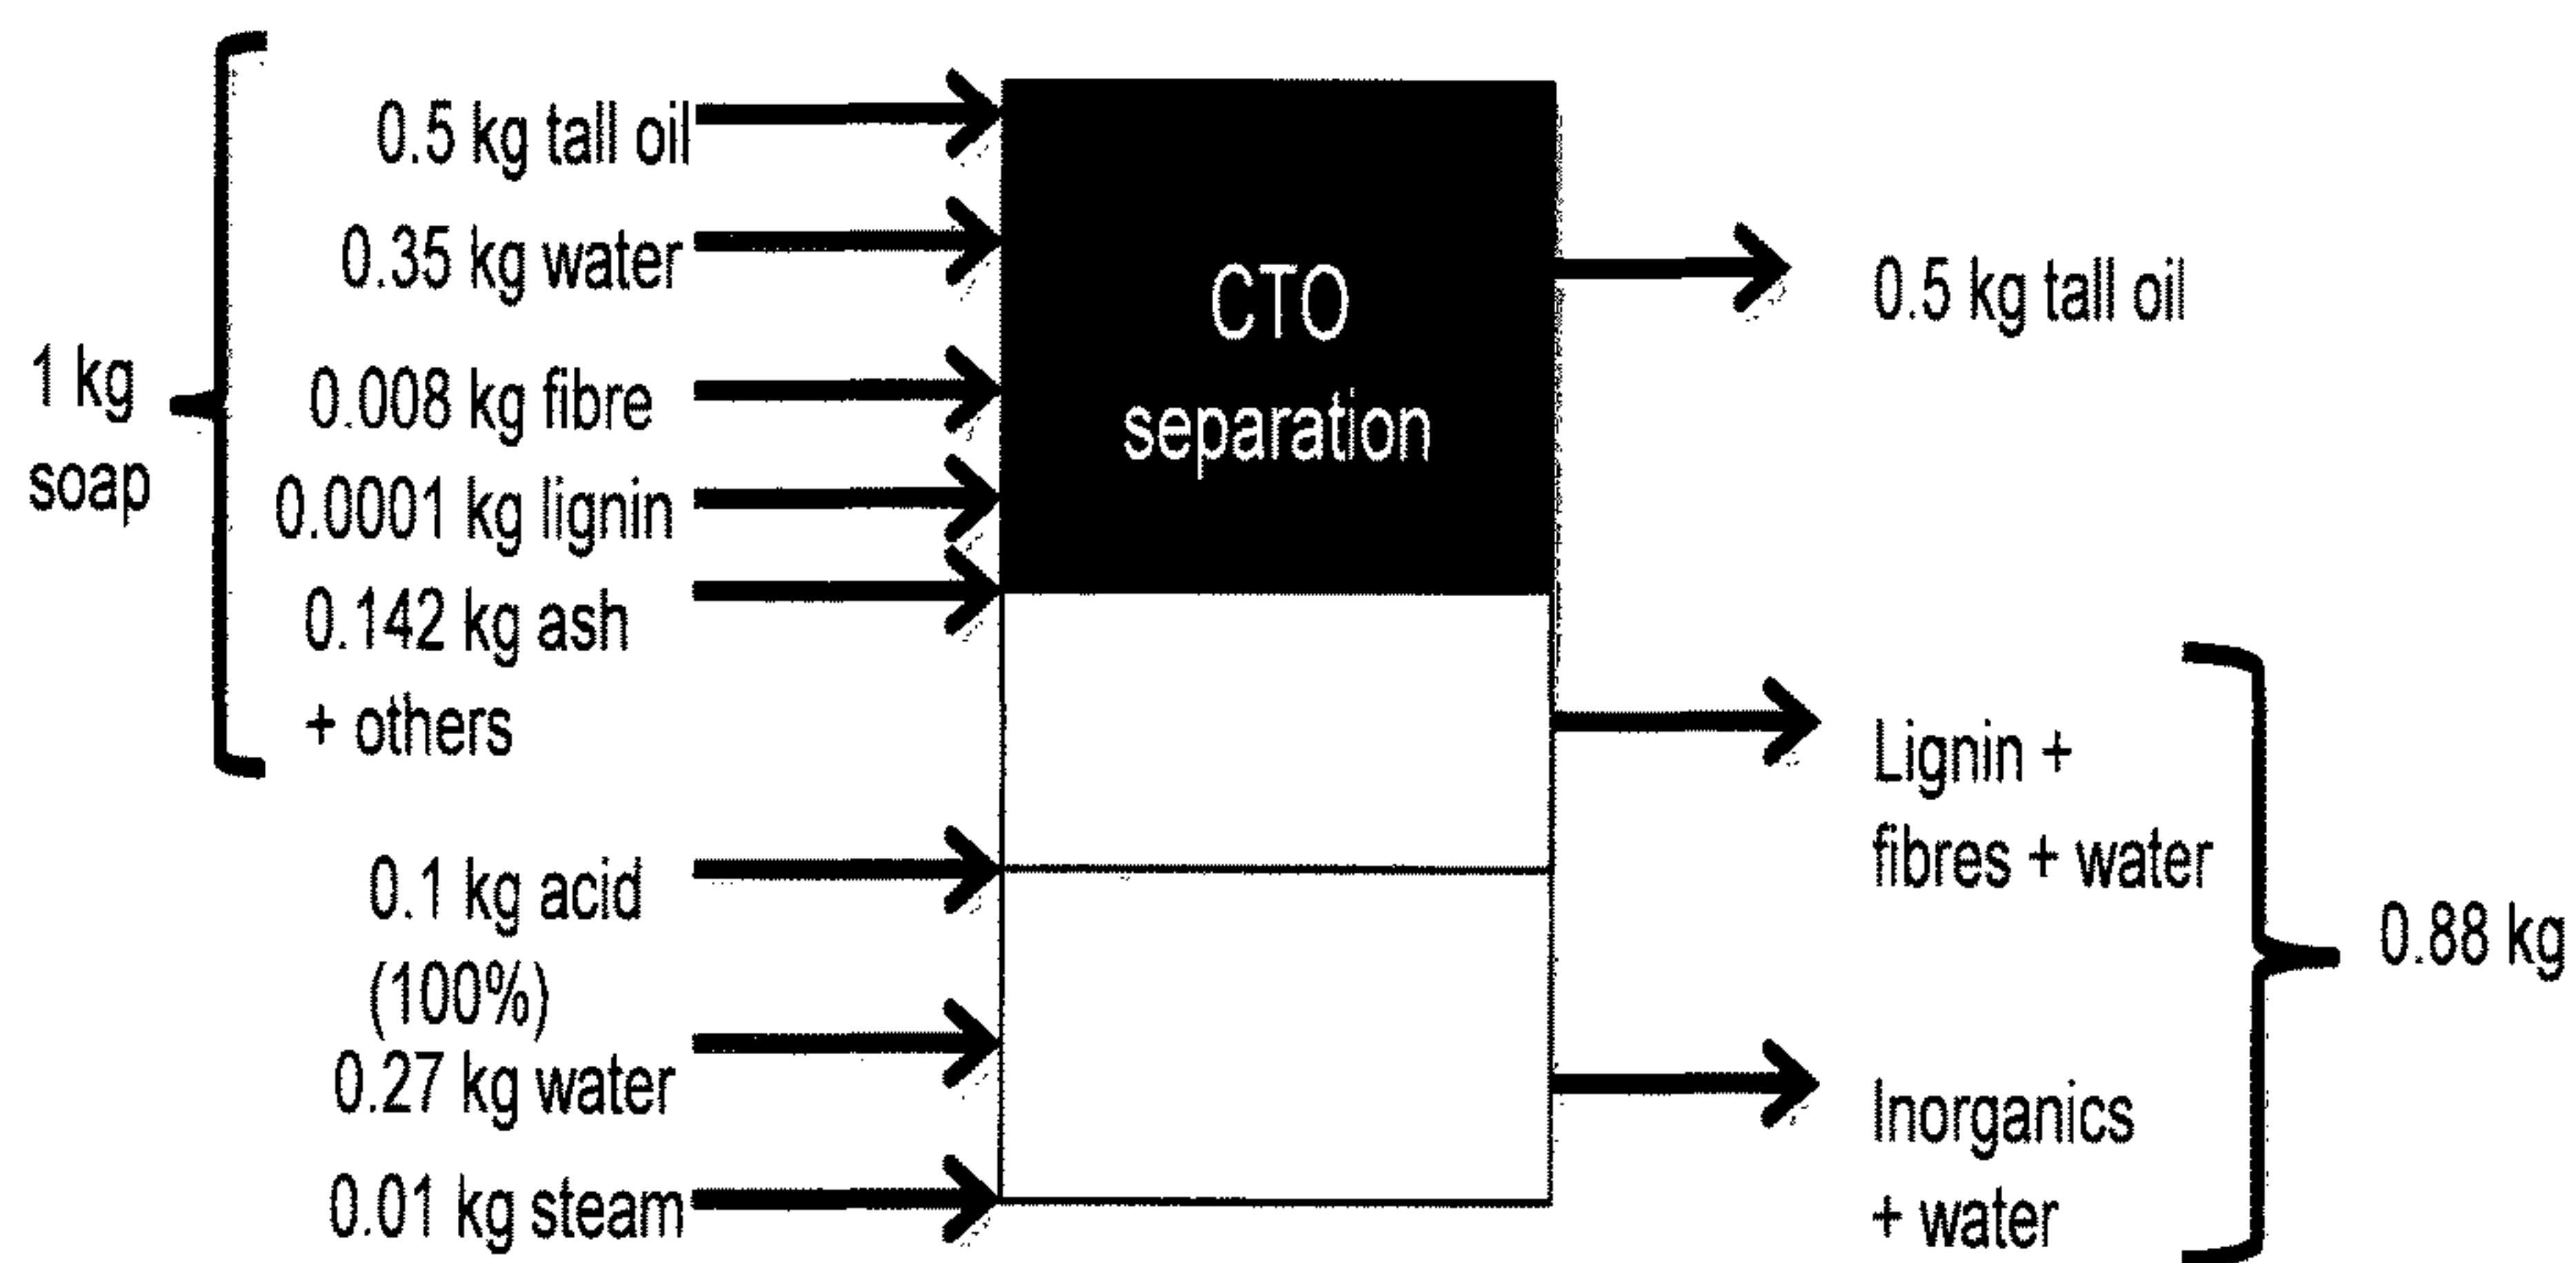 1 kg
soap
0.5 kg tall oil
0.35 kg water
0.008 kg fibre
0.0001 kg lignin
0.142 kg ash
+ others
0.1 kg acid
(100%)
0.27 kg water
0.01 kg steam
CTO
separation
0.5 kg tall oil
Lignin +
fibres + water
Inorganics
+ water
0.88 kg